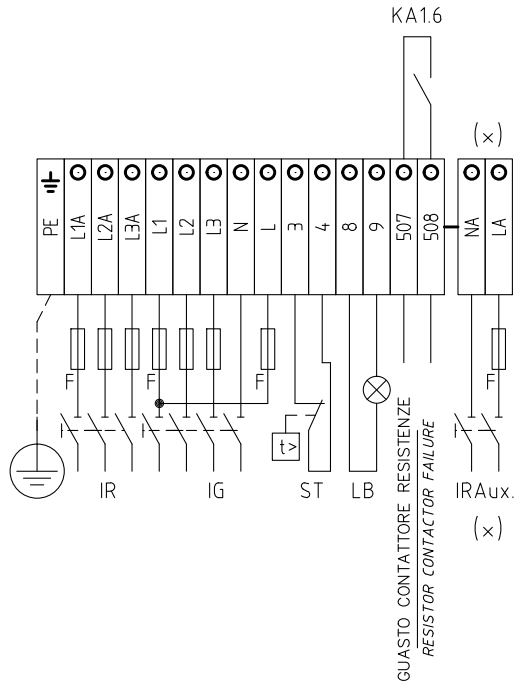 KA1.6
(x)
PE
L1A
L2A
L3A
L1
L2
L3
N
L
3
4
8
9
507
508
NA
LA
F
F
F
F
t>
IR
IG
ST
LB
IRAux.
(x)
GUASTO CONTATTORE RESISTENZE
RESISTOR CONTACTOR FAILURE